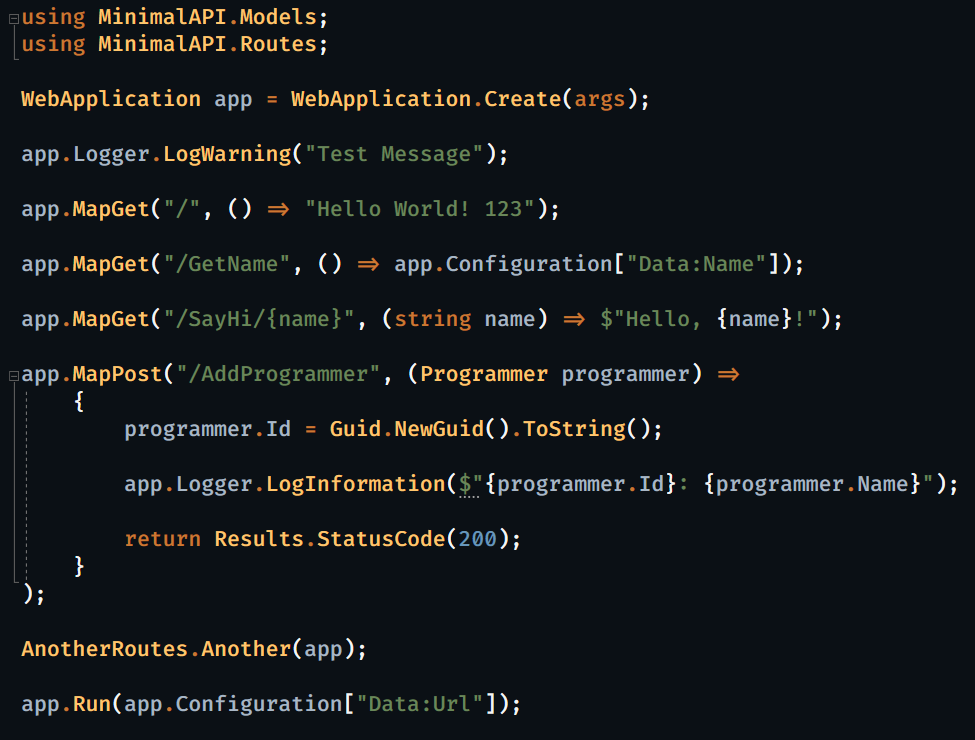 using MinimalAPI.Models;
using MinimalAPI.Routes;
WebApplication app = WebApplication.Create(args);
app.Logger.LogWarning("Test Message");
app.MapGet("/", () => "Hello World! 123");
app.MapGet("/GetName", () => app.Configuration["Data:Name"]);
app.MapGet("/SayHi/{name}", (string name) => $"Hello, {name}!");
app.MapPost("/AddProgrammer", (Programmer programmer) =>
{
programmer.Id = Guid.NewGuid().ToString();
app.Logger.LogInformation($"{programmer.Id}: {programmer.Name}");
return Results.StatusCode(200);
}
);
AnotherRoutes.Another(app);
app.Run(app.Configuration["Data:Url"]);